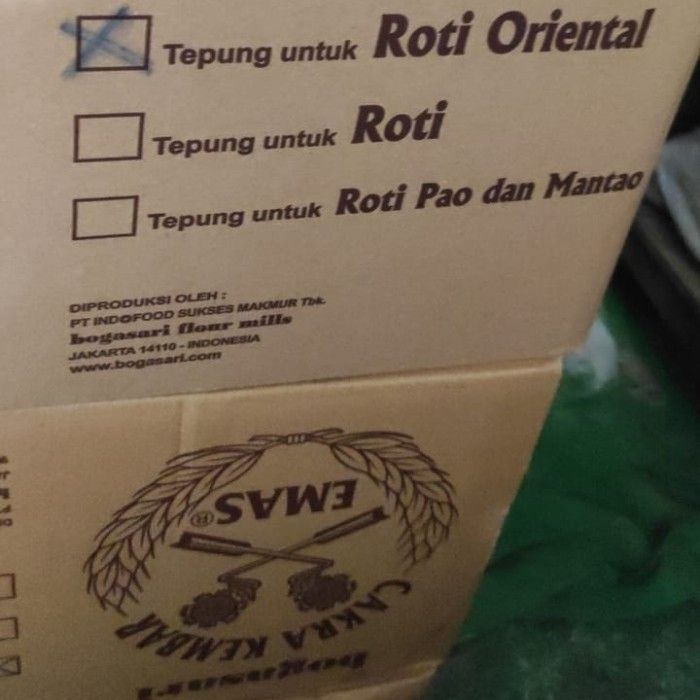 Tepung untuk Roti Oriental
Tepung untuk Roti
Tepung untuk Roti Pao dan Mantao
DIPRODUKSI OLEH :
PT INDOFOOD SUKSES MAKMUR Tbk.
bogasari flour mills
JAKARTA 14110 - INDONESIA
www.bogasari.com
EMAS®
CAKRA KEMBAR
bogasari